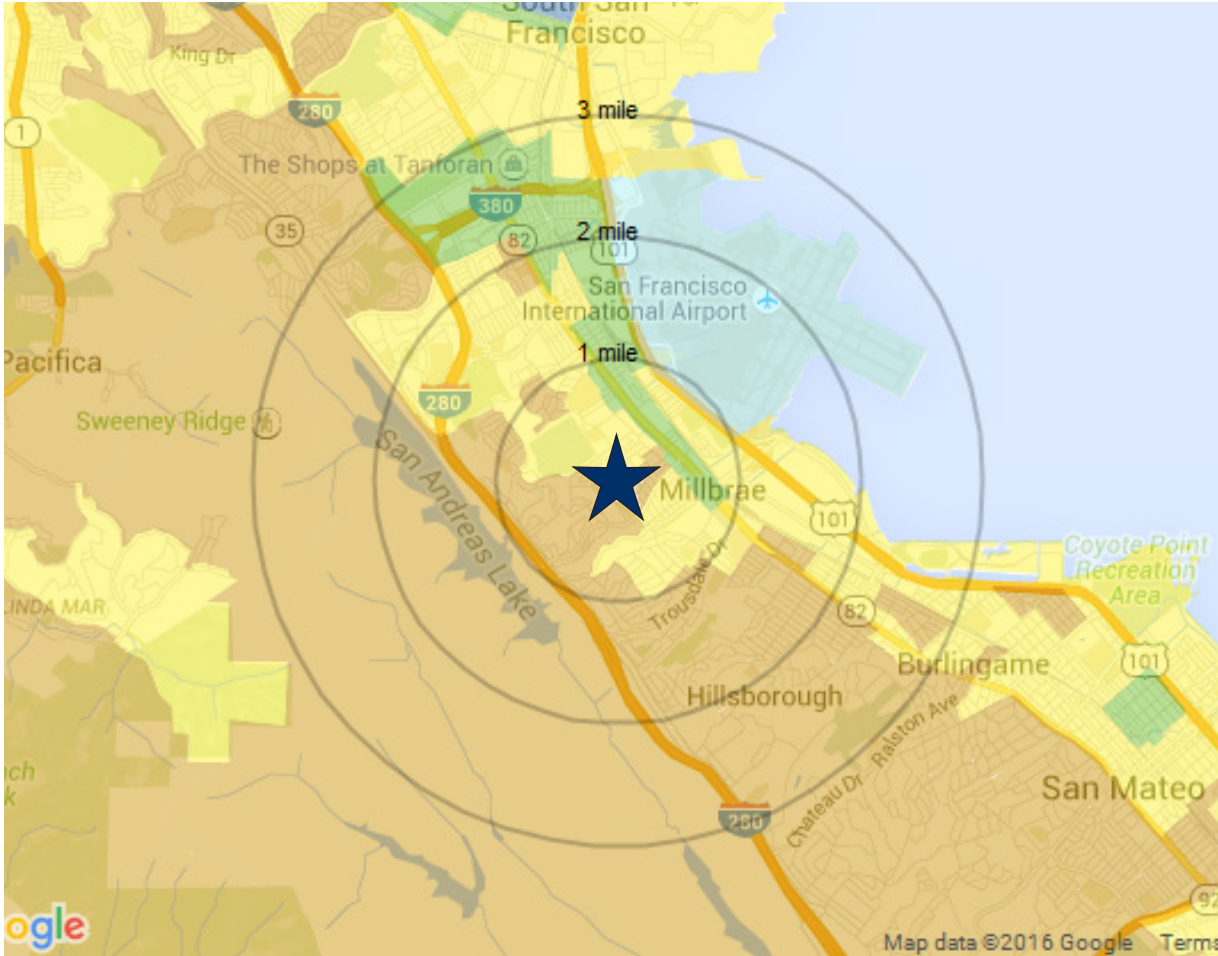 South San
Francisco
King Dr
3 mile
280
1
The Shops at Tanforan
380
35
2 mile
82
101
San Francisco
International Airport
1 mile
Pacifica
280
Sweeney Ridge
San Andreas Lake
Millbrae
101
Coyote Point
Recreation
Area
Trousdale Dr
LINDA MAR
82
Burlingame
101
Hillsborough
Chateau Dr
Ralston Ave
San Mateo
nch
k
280
92
ogle
Map data ©2016 Google
Terms